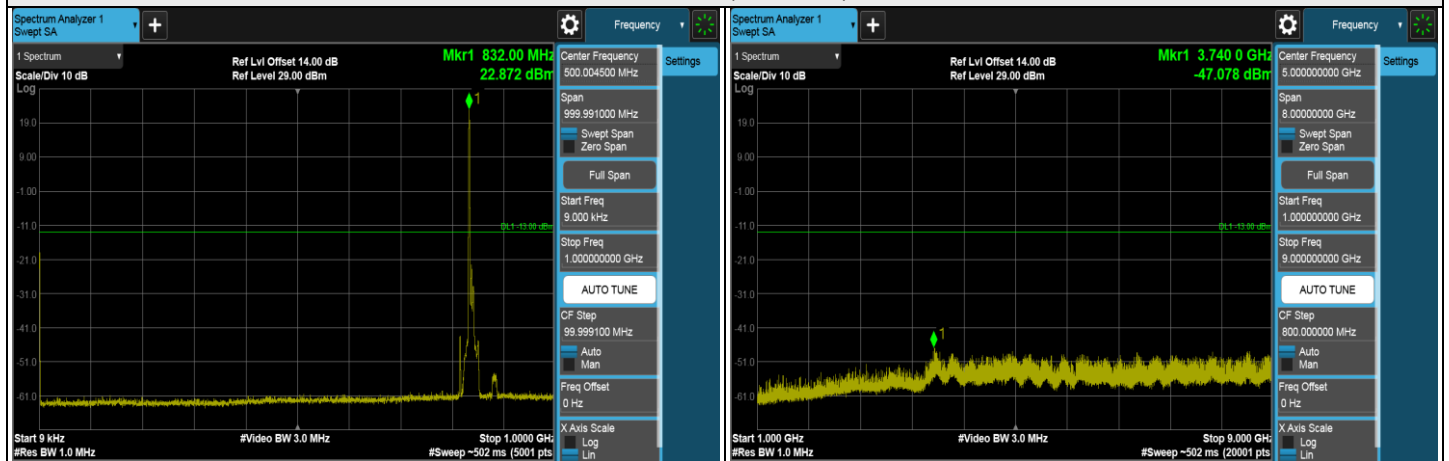 Spectrum Analyzer 1
Swept SA
+
Frequency
1 Spectrum
Scale/Div 10 dB
Log
Ref Lvl Offset 14.00 dB
Ref Level 29.00 dBm
Mkr1 832.00 MHz
22.872 dBm
1
19.0
9.00
-1.00
-11.0
-21.0
-31.0
-41.0
-51.0
-61.0
DL1 -13.00 dBm
Start 9 kHz
#Res BW 1.0 MHz
#Video BW 3.0 MHz
Stop 1.0000 GHz
#Sweep ~502 ms (5001 pts
Center Frequency
500.004500 MHz
Settings
Span
999.991000 MHz
Swept Span
Zero Span
Full Span
Start Freq
9.000 kHz
Stop Freq
1.000000000 GHz
AUTO TUNE
CF Step
99.999100 MHz
Auto
Man
Freq Offset
0 Hz
X Axis Scale
Log
Lin
Spectrum Analyzer 1
Swept SA
+
Frequency
1 Spectrum
Scale/Div 10 dB
Log
Ref Lvl Offset 14.00 dB
Ref Level 29.00 dBm
Mkr1 3.740 0 GHz
-47.078 dBm
1
19.0
9.00
-1.00
-11.0
-21.0
-31.0
-41.0
-51.0
-61.0
DL1 -13.00 dBm
Start 1.000 GHz
#Res BW 1.0 MHz
#Video BW 3.0 MHz
Stop 9.000 GHz
#Sweep ~502 ms (20001 pts
Center Frequency
5.000000000 GHz
Settings
Span
8.00000000 GHz
Swept Span
Zero Span
Full Span
Start Freq
1.000000000 GHz
Stop Freq
9.000000000 GHz
AUTO TUNE
CF Step
800.000000 MHz
Auto
Man
Freq Offset
0 Hz
X Axis Scale
Log
Lin